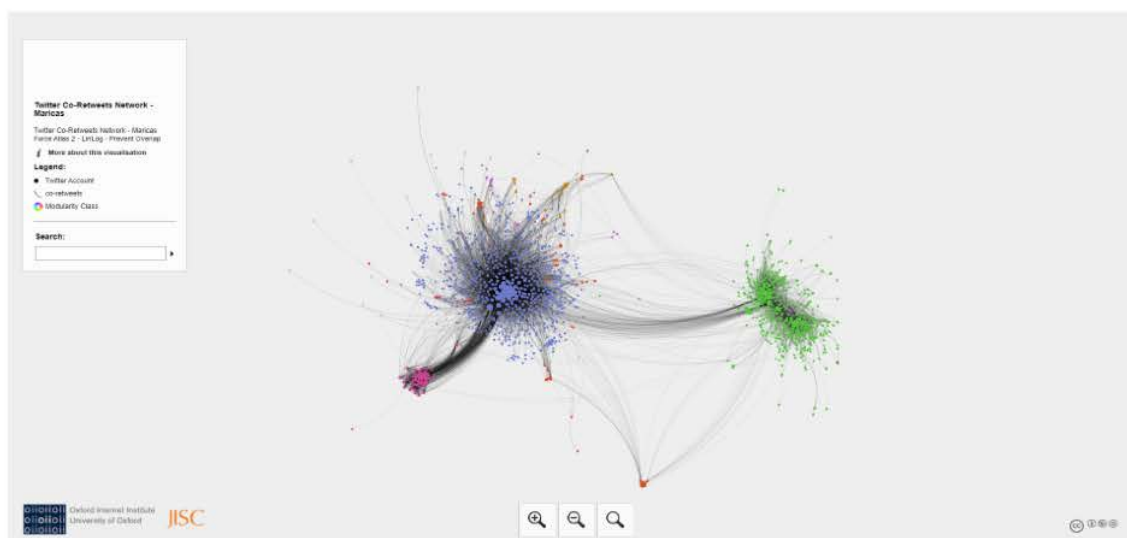 Twitter Co-Retweets Network -
Maricas
Twitter Co-Retweets Network - Maricas
Force Atlas 2 - LinLog - Prevent Overlap
i More about this visualisation
Legend:
Twitter Account
co-retweets
Modularity Class
Search:
Oxford Internet Institute
University of Oxford
JISC
cc